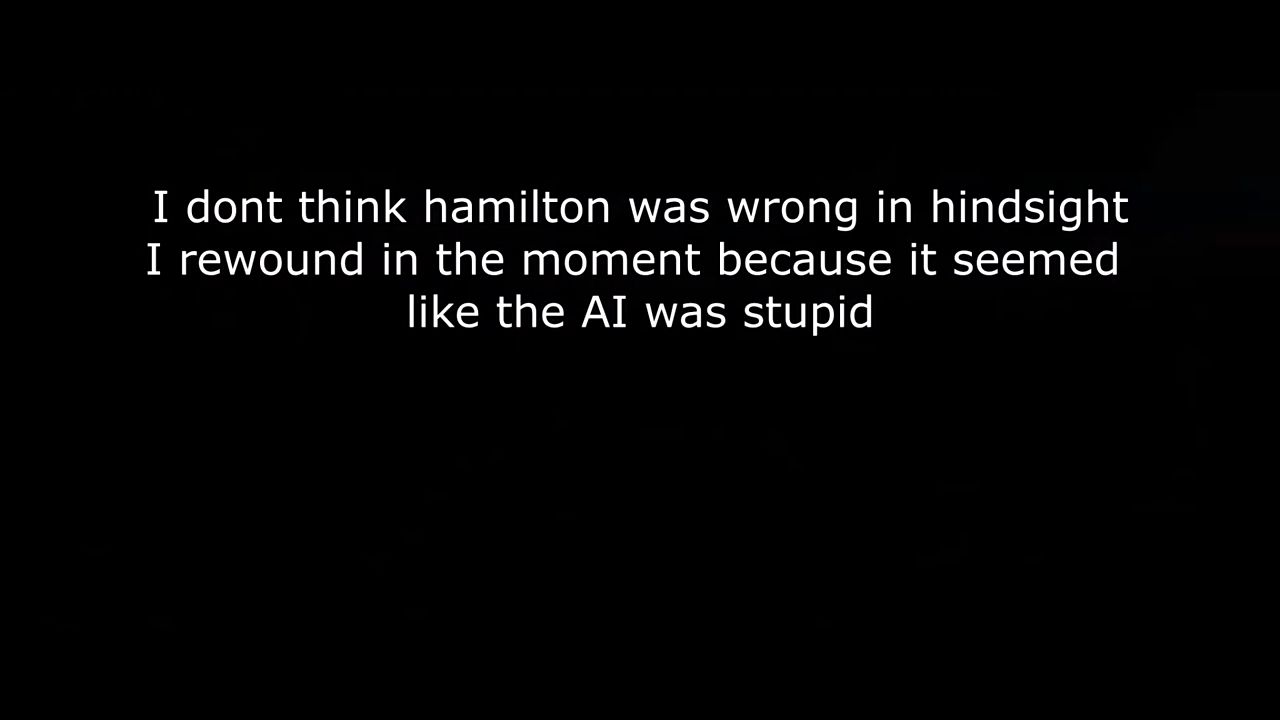 I dont think hamilton was wrong in hindsight
I rewound in the moment because it seemed
like the AI was stupid